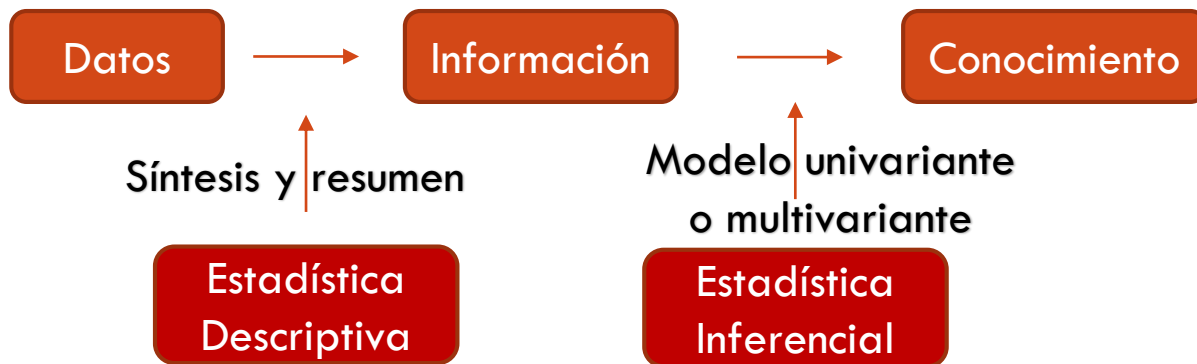 Datos
Información
Conocimiento
Síntesis y resumen
Modelo univariante
o multivariante
Estadística
Descriptiva
Estadística
Inferencial